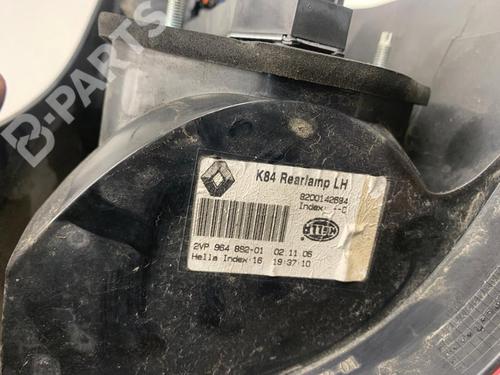 B-PARTS
K84 Rearlamp LH
8200142684
Index: --C
HELLA
2VP 964 892-01 02.11.06
Hella Index:16 19:37:10